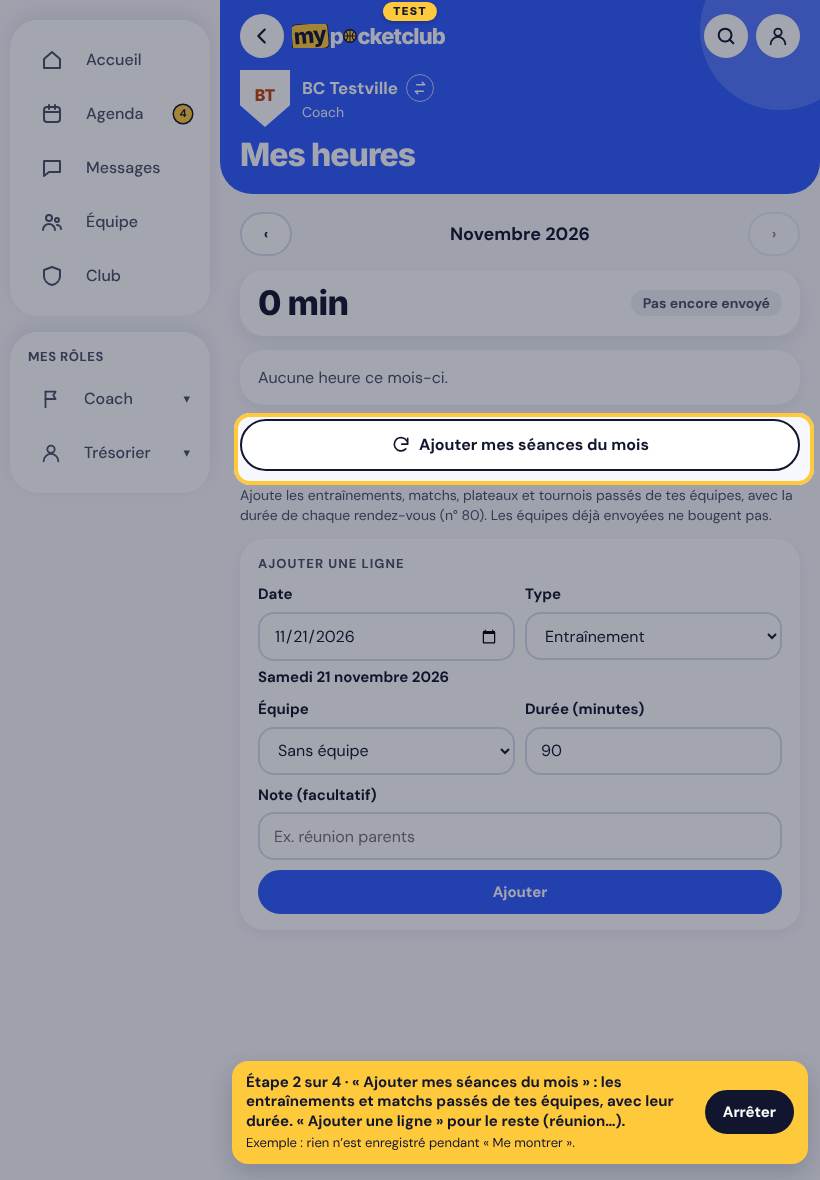 TEST
mypocketclub
Accueil
Agenda 4
Messages
Équipe
Club
MES RÔLES
Coach ▾
Trésorier ▾
BT
BC Testville
Coach
Mes heures
‹ Novembre 2026 ›
0 min Pas encore envoyé
Aucune heure ce mois-ci.
Ajouter mes séances du mois
Ajoute les entraînements, matchs, plateaux et tournois passés de tes équipes, avec la
durée de chaque rendez-vous (n° 80). Les équipes déjà envoyées ne bougent pas.
AJOUTER UNE LIGNE
Date Type
11/21/2026 Entraînement
Samedi 21 novembre 2026
Équipe Durée (minutes)
Sans équipe 90
Note (facultatif)
Ex. réunion parents
Ajouter
Étape 2 sur 4 · « Ajouter mes séances du mois » : les
entraînements et matchs passés de tes équipes, avec leur
durée. « Ajouter une ligne » pour le reste (réunion…).
Exemple : rien n’est enregistré pendant « Me montrer ».
Arrêter